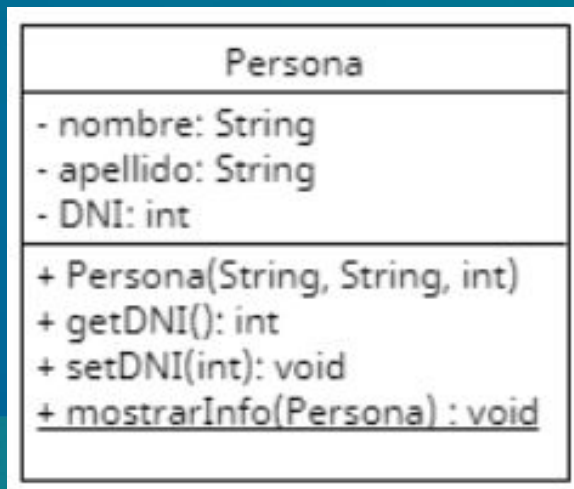 Persona
- nombre: String
- apellido: String
- DNI: int
+ Persona(String, String, int)
+ getDNI(): int
+ setDNI(int): void
+ mostrarInfo(Persona) : void